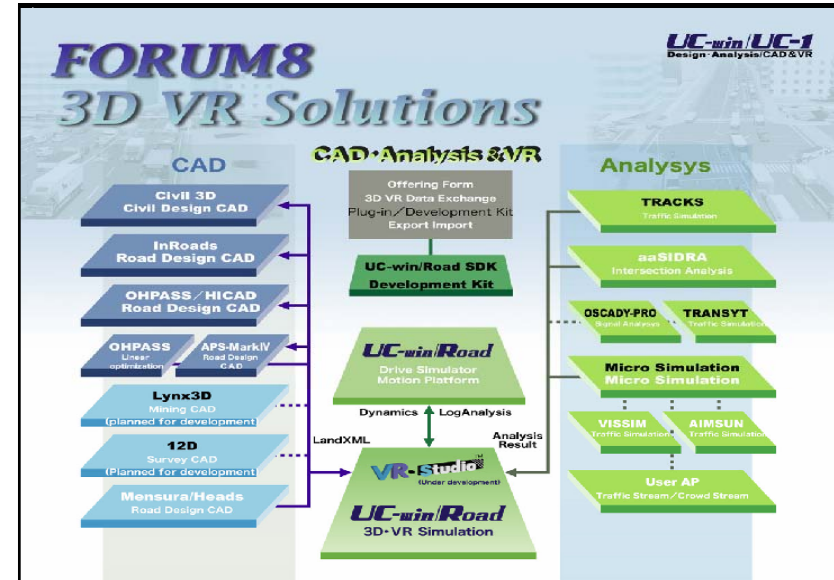 FORUM8
3D VR Solutions
UC-win/UC-1
Design・Analysis/CAD&VR
CAD
CAD・Analysis &VR
Analysys
Civil 3D
Civil Design CAD
InRoads
Road Design CAD
OHPASS/HICAD
Road Design CAD
OHPASS
Linear
optimization
APS-MarkIV
Road Design
CAD
Lynx3D
Mining CAD
(planned for development)
12D
Survey CAD
(Planned for development)
Mensura/Heads
Road Design CAD
Offering Form
3D VR Data Exchange
Plug-in/Development Kit
Export Import
UC-win/Road SDK
Development Kit
UC-win/Road
Drive Simulator
Motion Platform
Dynamics
LogAnalysis
LandXML
Analysis
Result
VR-Studio
(Under development)
UC-win/Road
3D・VR Simulation
TRACKS
Traffic Simulation
aaSIDRA
Intersection Analysis
OSCADY-PRO
Signal Analysys
TRANSYT
Traffic Simulation
Micro Simulation
Micro Simulation
VISSIM
Traffic Simulation
AIMSUN
Traffic Simulation
User AP
Traffic Stream/Crowd Stream